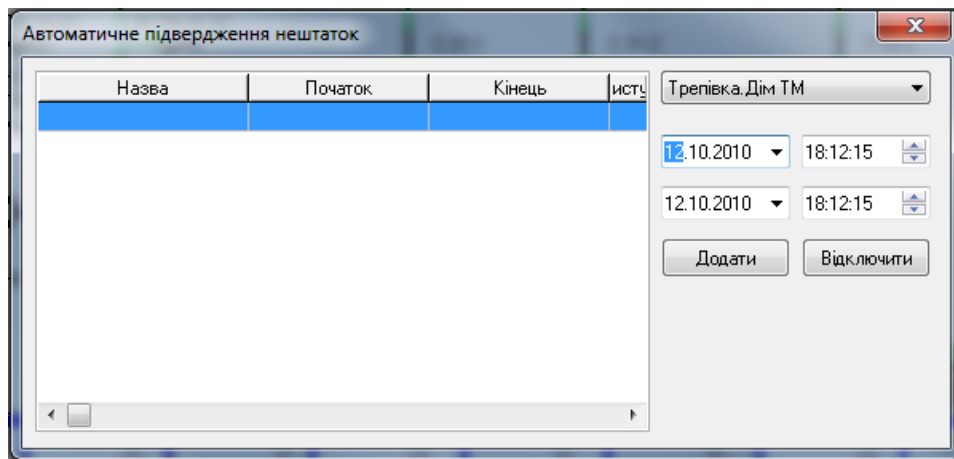 Автоматичне підвердження нештаток
Назва Початок Кінець исту Трепівка.Дім ТМ
12.10.2010 18:12:15
12.10.2010 18:12:15
Додати Відключити